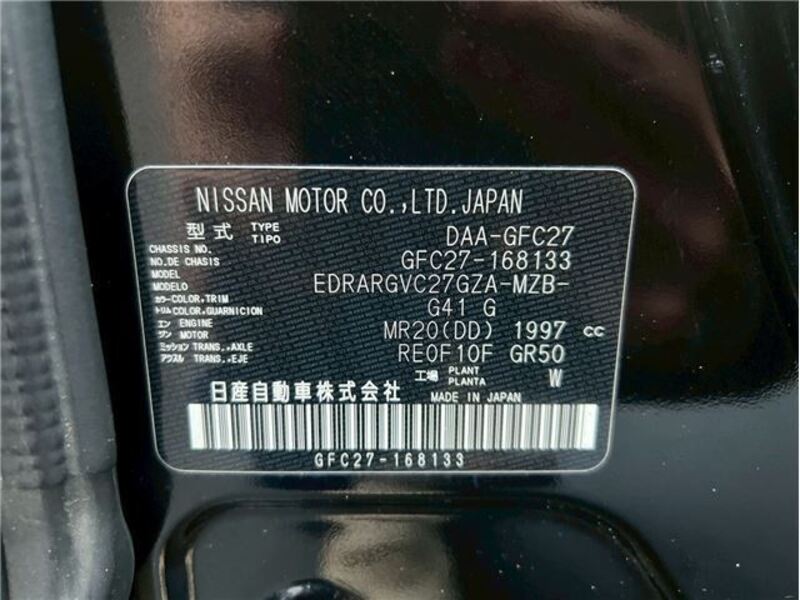 NISSAN MOTOR CO.,LTD.JAPAN
型式 TYPE TIPO DAA-GFC27
CHASSIS NO.
NO.DE CHASIS GFC27-168133
MODEL
MODELO EDRARGVC27GZA-MZB-
カラー COLOR,TRIM
トリム COLOR,GUARNICION G41 G
エンジン ENGINE MOTOR MR20(DD) 1997 cc
ミッション TRANS.,AXLE
アクスル TRANS.,EJE RE0F10F GR50
工場 PLANT PLANTA W
日産自動車株式会社 MADE IN JAPAN
GFC27-168133